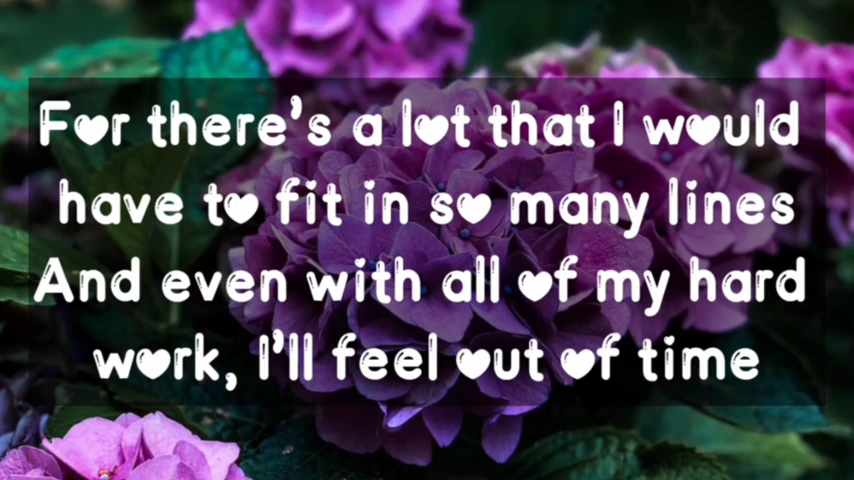 For there's a lot that I would
have to fit in so many lines
And even with all of my hard
work, I'll feel out of time